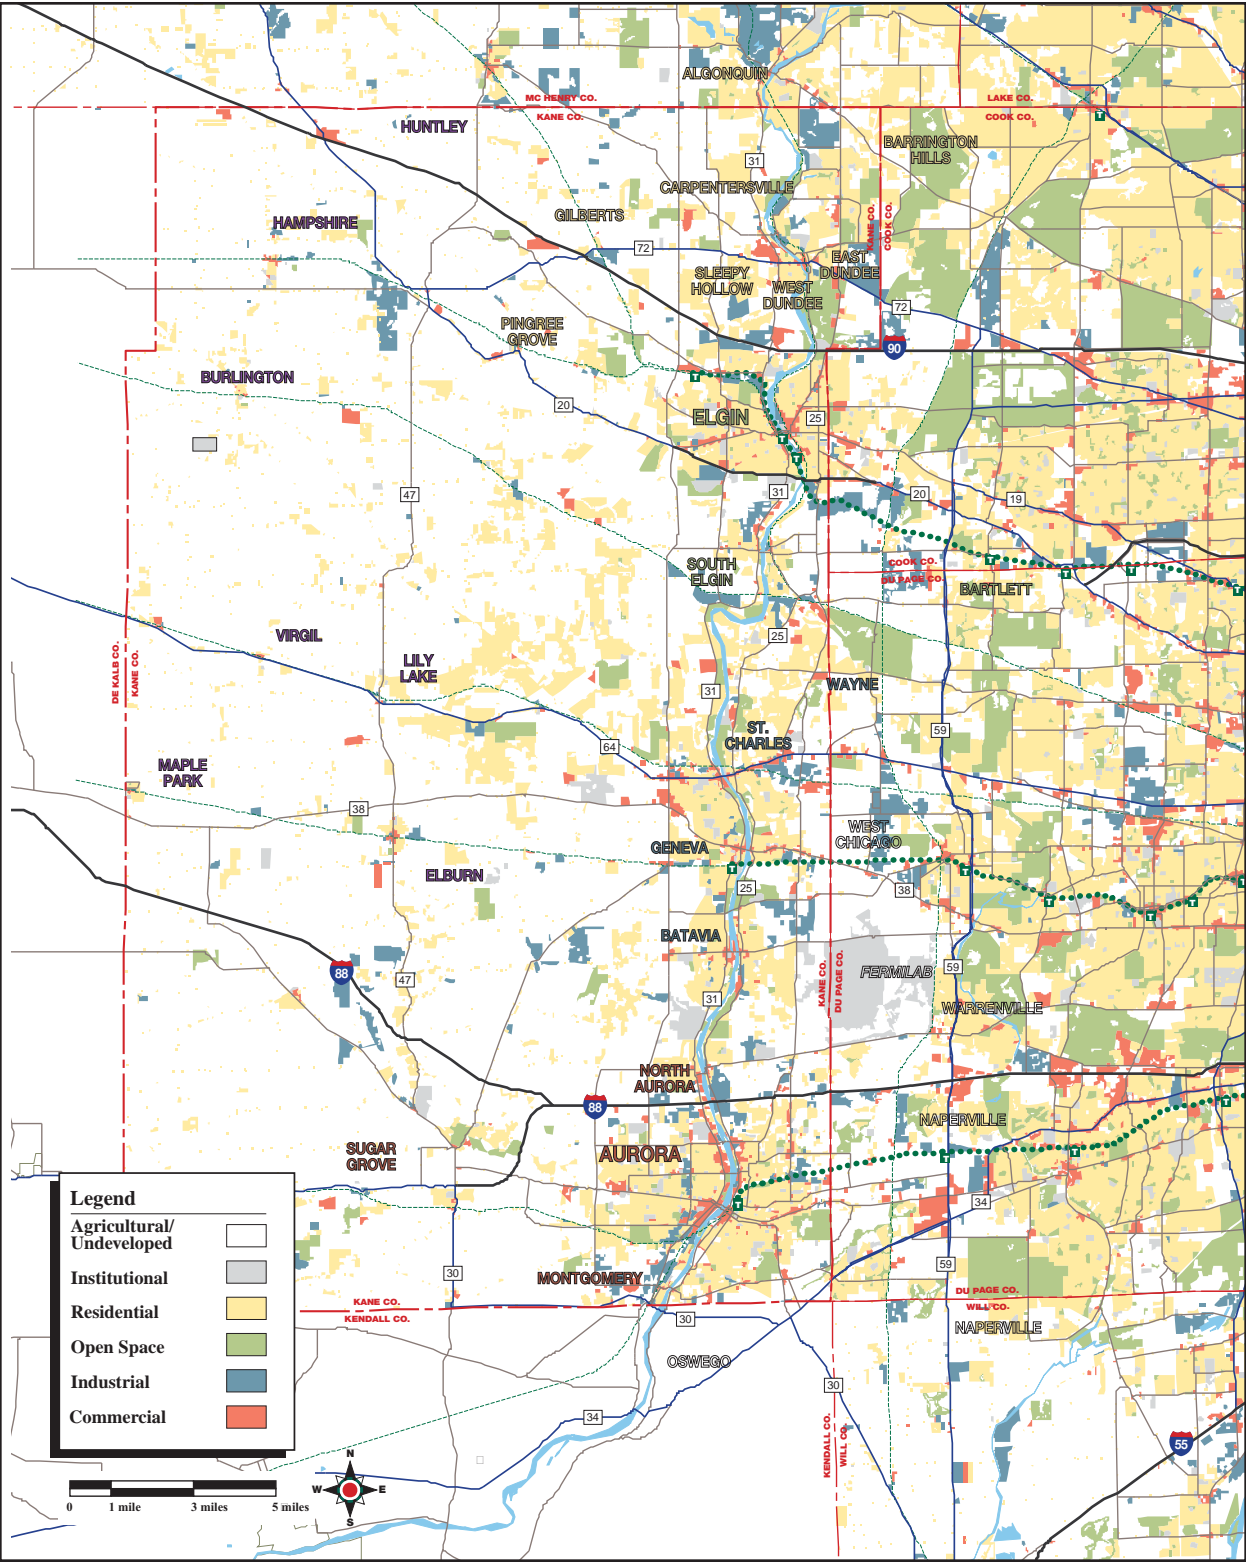 ALGONQUIN
MC HENRY CO.
KANE CO.
LAKE CO.
COOK CO.
T
HUNTLEY
BARRINGTON
HILLS
31
CARPENTERSVILLE
GILBERTS
HAMPSHIRE
KANE CO.
COOK CO.
72
EAST
DUNDEE
SLEEPY
HOLLOW
WEST
DUNDEE
72
PINGREE
GROVE
90
BURLINGTON
T
20
ELGIN
25
T
T
47
31
20
19
SOUTH
ELGIN
COOK CO.
DU PAGE CO.
T
T
T
T
BARTLETT
VIRGIL
25
LILY
LAKE
DE KALB CO.
KANE CO.
31
WAYNE
ST.
CHARLES
59
64
MAPLE
PARK
38
WEST
CHICAGO
GENEVA
T
T
ELBURN
25
38
T
T
T
T
BATAVIA
88
47
KANE CO.
DU PAGE CO.
FERMILAB
59
31
WARRENVILLE
NORTH
AURORA
88
T
NAPERVILLE
SUGAR
GROVE
AURORA
T
T
T
34
Legend
Agricultural/
Undeveloped
Institutional
Residential
Open Space
Industrial
Commercial
30
MONTGOMERY
59
KANE CO.
KENDALL CO.
DU PAGE CO.
WILL CO.
30
NAPERVILLE
OSWEGO
30
34
KENDALL CO.
WILL CO.
55
N
W
E
S
0
1 mile
3 miles
5 miles